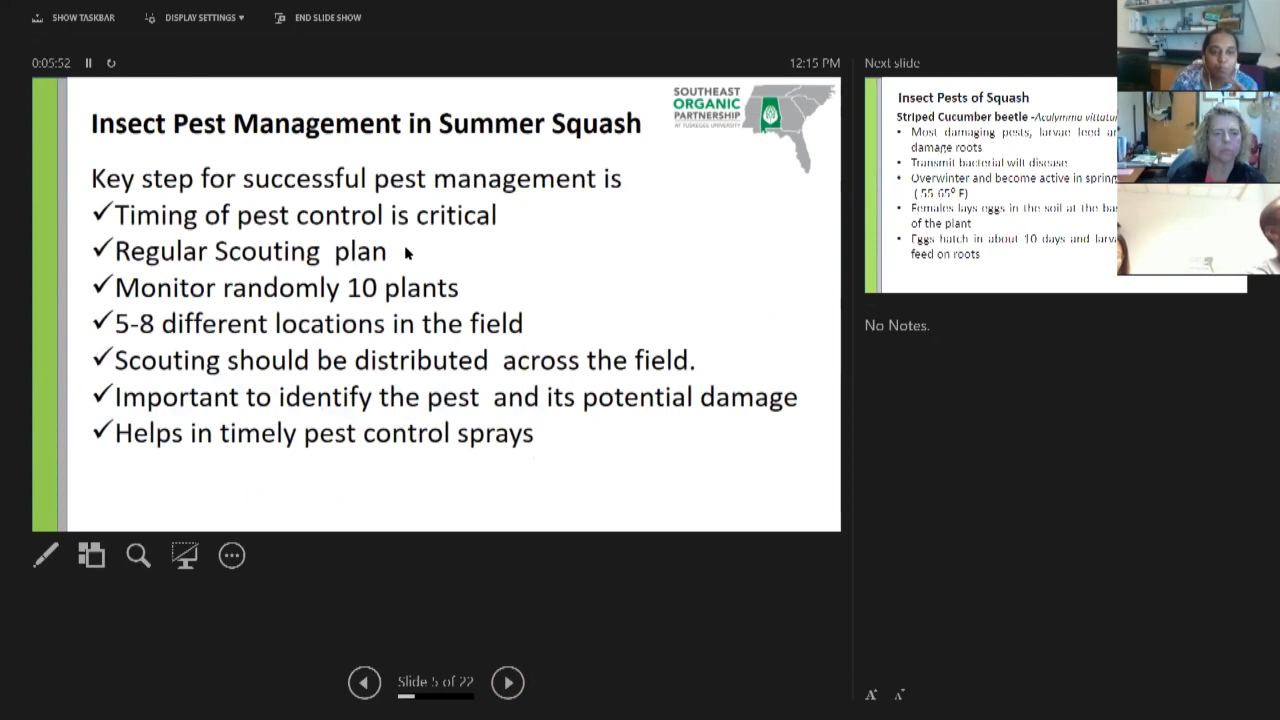 SHOW TASKBAR
DISPLAY SETTINGS ▼
END SLIDE SHOW
0:05:52
12:15 PM
Next slide
SOUTHEAST
ORGANIC
PARTNERSHIP
AT TUSKEGEE UNIVERSITY
Insect Pest Management in Summer Squash
Key step for successful pest management is
✓Timing of pest control is critical
✓Regular Scouting plan
✓Monitor randomly 10 plants
✓5-8 different locations in the field
✓Scouting should be distributed across the field.
✓Important to identify the pest and its potential damage
✓Helps in timely pest control sprays
Insect Pests of Squash
Striped Cucumber beetle -Acalymma
• Most damaging pests, larvae feed
damage roots
• Transmit bacterial wilt disease
• Overwinter and become active in spring
( 55-65⁰ F)
• Females lays eggs in the soil at the
of the plant
• Eggs hatch in about 10 days and
feed on roots
No Notes.
Slide 5 of 22
A A